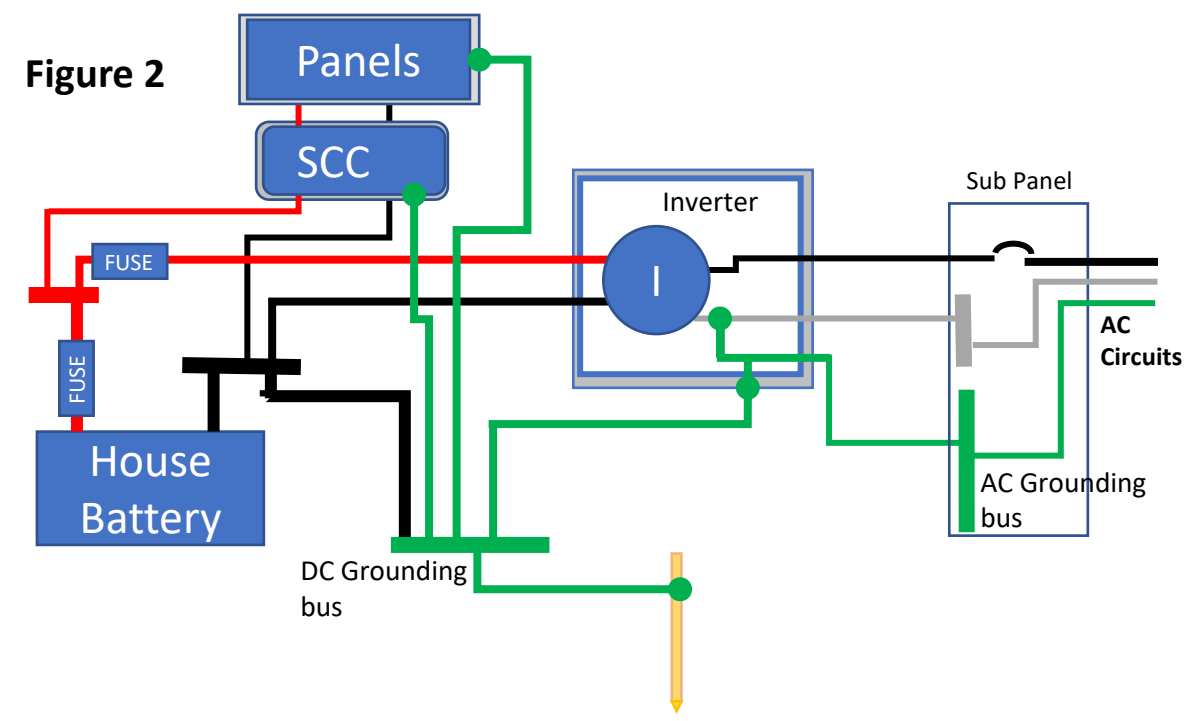 Figure 2
Panels
SCC
Inverter
Sub Panel
FUSE
I
FUSE
AC
Circuits
House
Battery
AC Grounding
bus
DC Grounding
bus